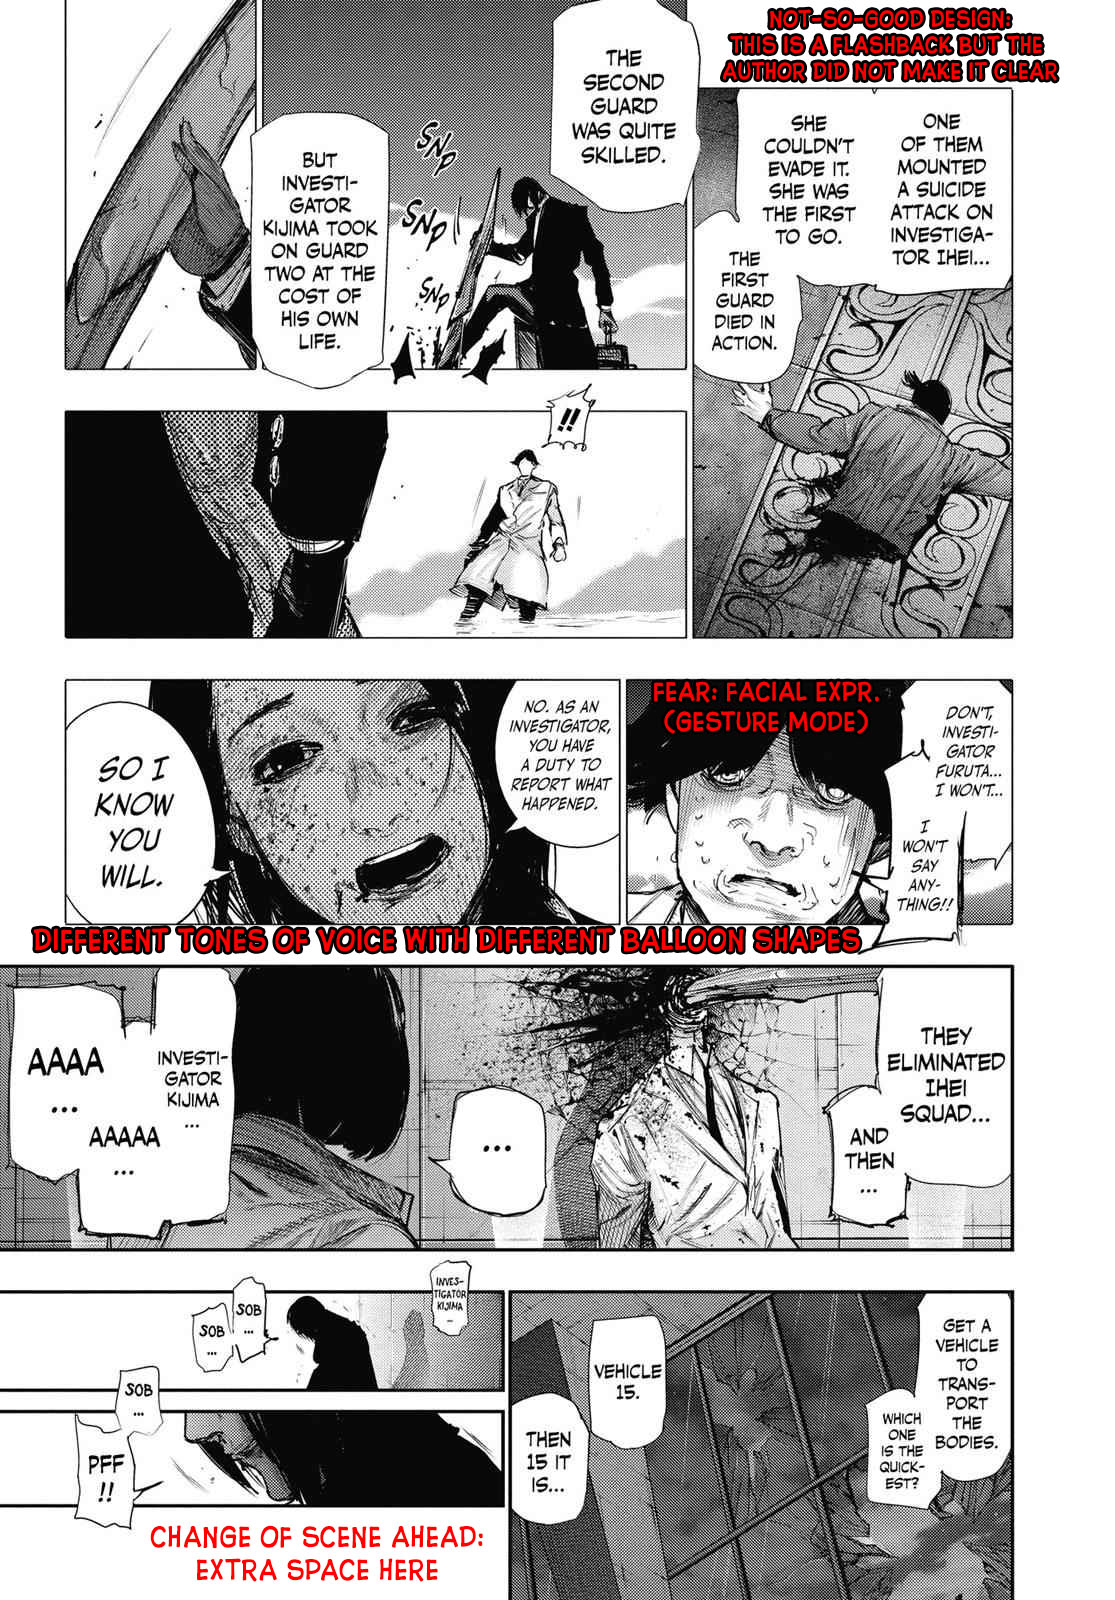 NOT-SO-GOOD DESIGN:
THIS IS A FLASHBACK BUT THE
AUTHOR DID NOT MAKE IT CLEAR
ONE
OF THEM
MOUNTED
A SUICIDE
ATTACK ON
INVESTIGA-
TOR IHEI...
SHE
COULDN'T
EVADE IT.
SHE WAS
THE FIRST
TO GO.
THE
FIRST
GUARD
DIED IN
ACTION.
THE
SECOND
GUARD
WAS QUITE
SKILLED.
SNP
SNP
SNP
BUT
INVESTI-
GATOR
KIJIMA TOOK
ON GUARD
TWO AT THE
COST OF
HIS OWN
LIFE.
!!
FEAR: FACIAL EXPR.
(GESTURE MODE)
DON'T,
INVESTI-
GATOR
FURUTA...
I WON'T...
I
WON'T
SAY
ANY-
THING!!
NO. AS AN
INVESTIGATOR,
YOU HAVE
A DUTY TO
REPORT WHAT
HAPPENED.
SO I
KNOW
YOU
WILL.
DIFFERENT TONES OF VOICE WITH DIFFERENT BALLOON SHAPES
THEY
ELIMINATED
IHEI
SQUAD...
AND
THEN
...
...
INVESTI-
GATOR
KIJIMA
...
AAAA
...
AAAAA
...
GET A
VEHICLE
TO
TRANS-
PORT
THE
BODIES.
WHICH
ONE
IS THE
QUICK-
EST?
VEHICLE
15.
THEN
15 IT
IS...
INVES-
TIGATOR
KIJIMA
...
SOB
...
SOB
...
SOB
...
PFF
!!
CHANGE OF SCENE AHEAD:
EXTRA SPACE HERE